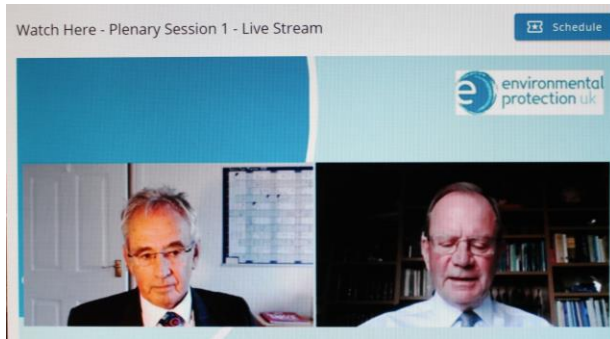 Watch Here - Plenary Session 1 - Live Stream
Schedule
environmental
protection uk